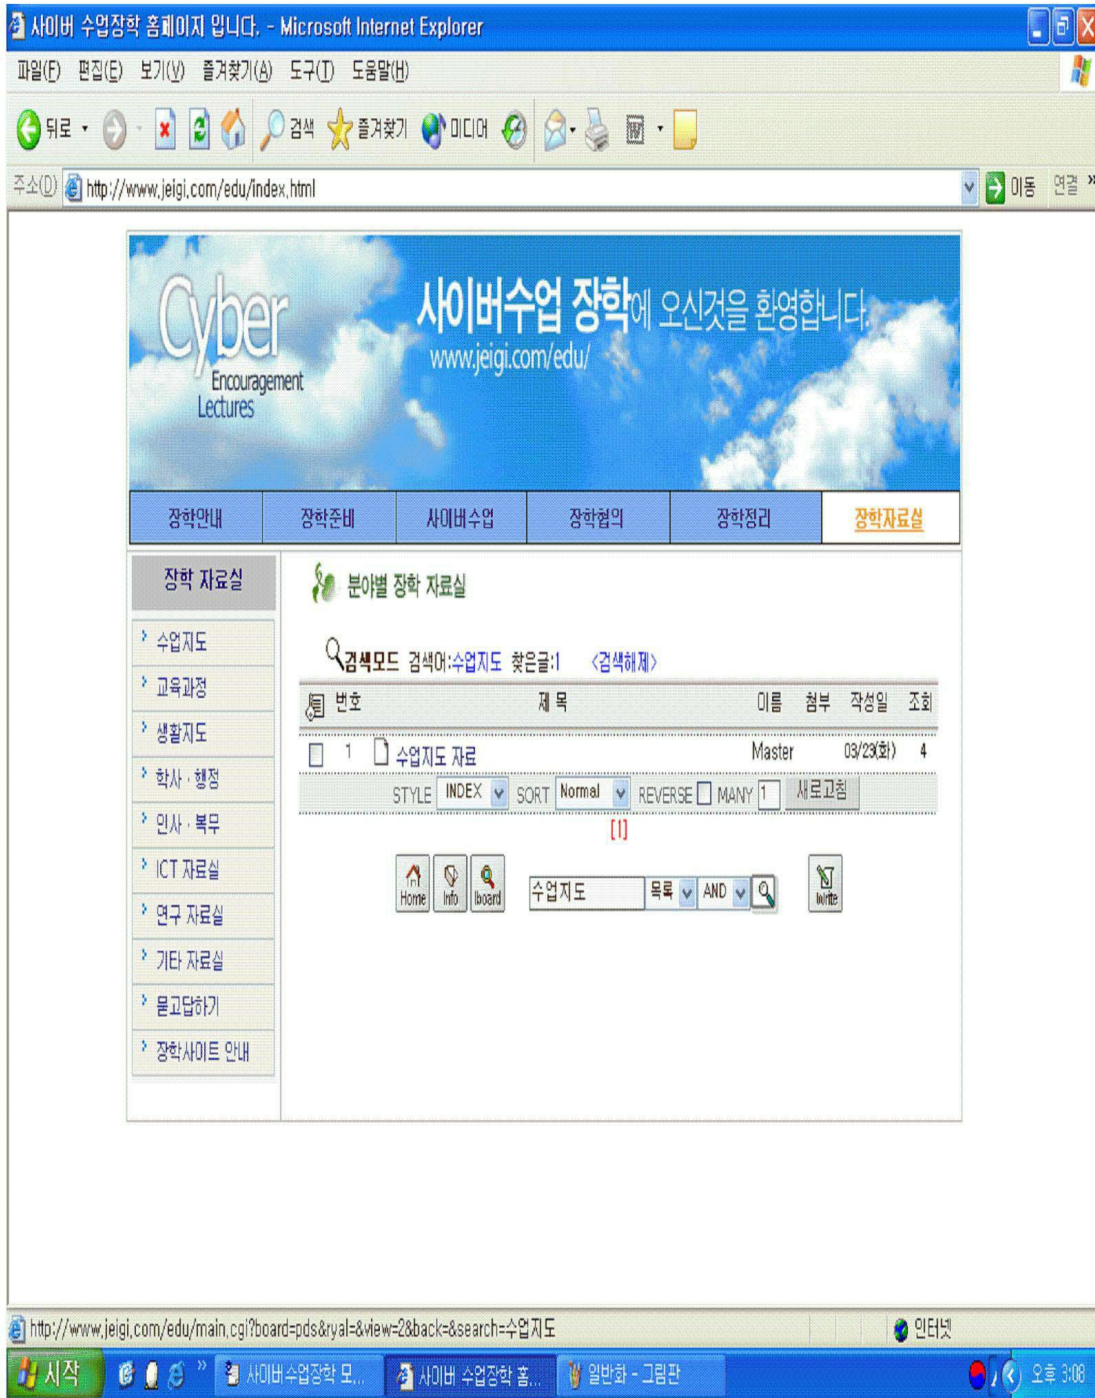 사이버 수업장학 홈페이지 입니다. - Microsoft Internet Explorer
파일(F) 편집(E) 보기(V) 즐겨찾기(A) 도구(T) 도움말(H)
뒤로 검색 즐겨찾기 미디어
주소(D) http://www.jeigi.com/edu/index.html 이동 연결 »
Cyber
Encouragement
Lectures
사이버수업 장학에 오신것을 환영합니다.
www.jeigi.com/edu/
장학안내 장학준비 사이버수업 장학협의 장학정리 장학자료실
장학 자료실
수업지도
교육과정
생활지도
학사 · 행정
인사 · 복무
ICT 자료실
연구 자료실
기타 자료실
묻고답하기
장학사이트 안내
분야별 장학 자료실
검색모드 검색어:수업지도 찾은글:1 <검색해제>
번호 제 목 이름 첨부 작성일 조회
1 수업지도 자료 Master 03/23(화) 4
STYLE INDEX SORT Normal REVERSE MANY 1 새로고침
[1]
Home Info Iboard 수업지도 목록 AND Write
http://www.jeigi.com/edu/main.cgi?board=pds&ryal=&view=2&back=&search=수업지도 인터넷
시작 » 사이버수업장학 모... 사이버 수업장학 홈... 일반화 - 그림판 오후 3:08